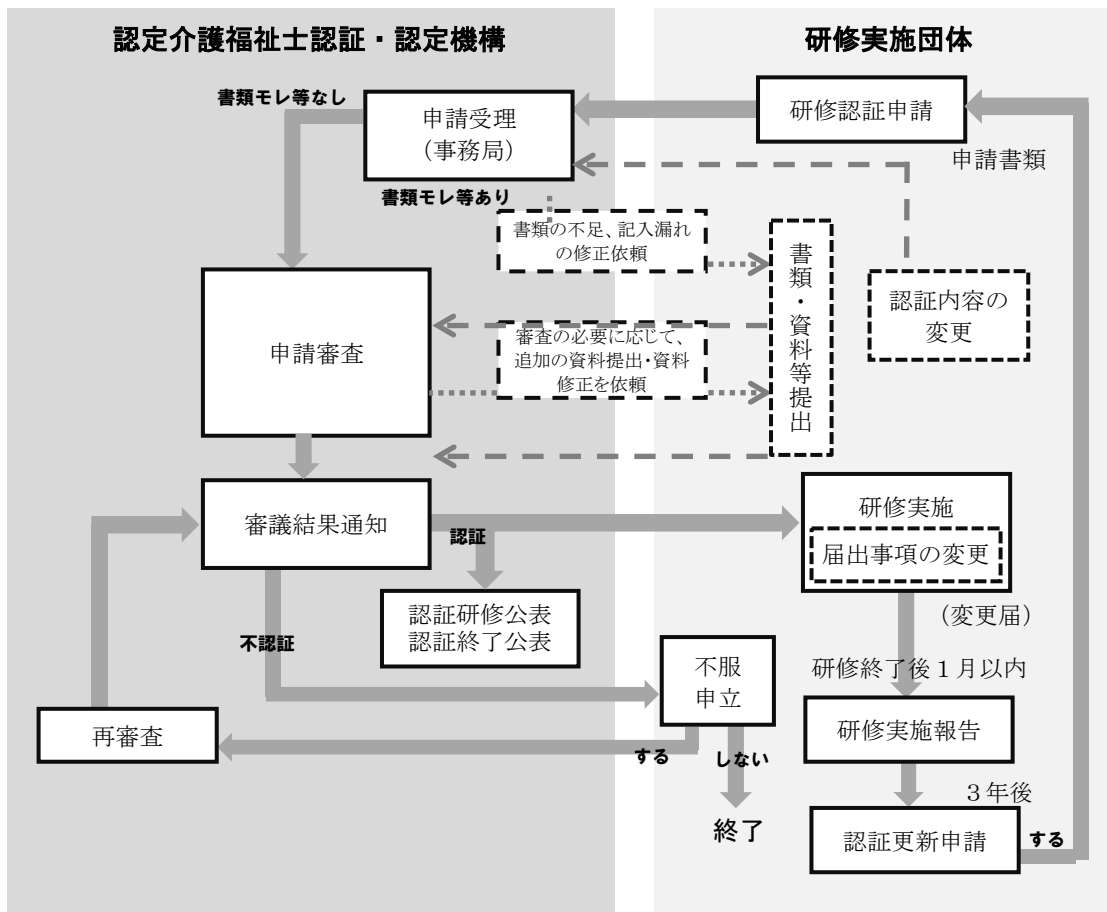 認定介護福祉士認証・認定機構
研修実施団体
書類モレ等なし
申請受理
（事務局）
研修認証申請
申請書類
書類モレ等あり
書類の不足、記入漏れ
の修正依頼
書類・資料等提出
認証内容の
変更
申請審査
審査の必要に応じて、
追加の資料提出・資料
修正を依頼
審議結果通知
認証
研修実施
届出事項の変更
（変更届）
認証研修公表
認証終了公表
不認証
不服
申立
研修終了後１月以内
再審査
研修実施報告
する
しない
３年後
終了
認証更新申請
する